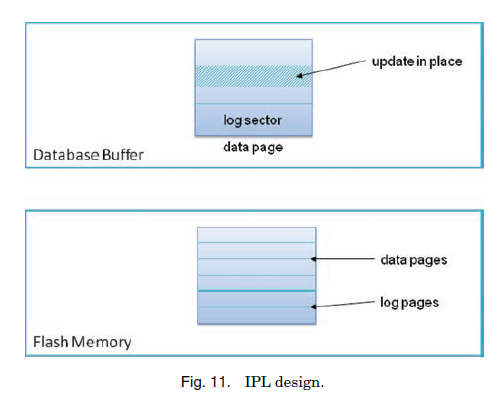 update in place
log sector
data page
Database Buffer
data pages
log pages
Flash Memory
Fig. 11. IPL design.